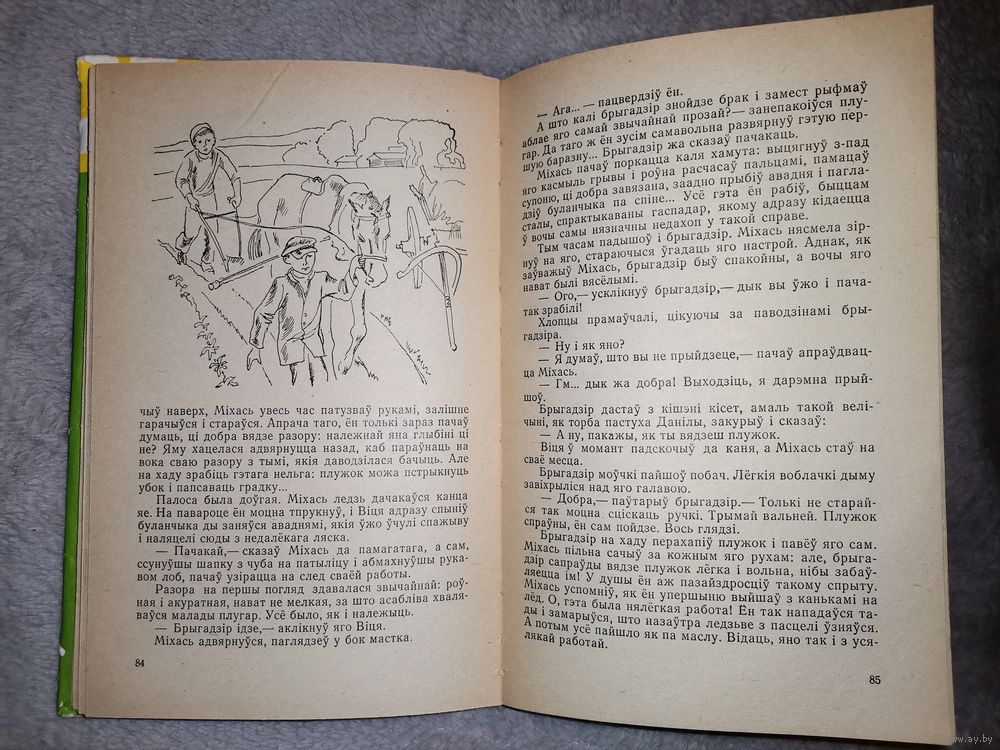 чыў наверх, Міхась увесь час патузваў рукамі, залішне
гарачыўся і стараўся. Апрача таго, ён толькі зараз пачаў
думаць, ці добра вядзе разору: належнай яна глыбіні ці
не? Яму хацелася адвярнуцца назад, каб параўнаць на
вока сваю разору з тымі, якія даводзілася бачыць. Але
на хаду зрабіць гэтага нельга: плужок можа пстрыкнуць
убок і папсаваць градку...
Палоса была доўгая. Міхась ледзь дачакаўся канца
яе. На павароце ён моцна тпрукнуў, і Віця адразу спыніў
буланчыка ды заняўся аваднямі, якія ўжо ўчулі спажыву
і наляцелі сюды з недалёкага ляска.
— Пачакай,— сказаў Міхась да памагатага, а сам,
ссунуўшы шапку з чуба на патыліцу і абмахнуўшы рука-
вом лоб, пачаў узірацца на след сваёй работы.
Разора на першы погляд здавалася звычайнай: роў-
ная і акуратная, нават не мелкая, за што асабліва хваля-
ваўся малады плугар. Усё было, як і належыць.
— Брыгадзір ідзе,— акликнуў яго Віця.
Міхась адвярнуўся, паглядзеў у бок мастка.
84
— Ага...— пацвердзіў ён.
А што калі брыгадзір знойдзе брак і замест рыфмаў
аблае яго самай звычайнай прозай?— занепакоіўся плу-
гар. Да таго ж ён зусім самавольна развярнуў гэтую пер-
шую баразну... Брыгадзір жа сказаў пачакаць.
Міхась пачаў поркацца каля хамута: выцягнуў з-пад
яго касмыль грывы і роўна расчасаў пальцамі, памацаў
супоню, ці добра завязана, заадно прыбіў авадня і пагла-
дзіў буланчыка па спіне... Усё гэта ён рабіў, быццам
сталы, спрактыкаваны гаспадар, якому адразу кідаецца
ў вочы самы нязначны недахоп у такой справе.
Тым часам падышоў і брыгадзір. Міхась нясмела зір-
нуў на яго, стараючыся ўгадаць яго настрой. Аднак, як
заўважыў Міхась, брыгадзір быў спакойны, а вочы яго
нават былі вясёлымі.
— Ого,— усклікнуў брыгадзір,— дык вы ўжо і пача-
так зрабілі!
Хлопцы прамаўчалі, цікуючы за паводзінамі бры-
гадзіра.
— Ну і як яно?
— Я думаў, што вы не прыйдзеце,— пачаў апраўдвац-
ца Міхась.
— Гм... дык жа добра! Выходзіць, я дарэмна прый-
шоў.
Брыгадзір дастаў з кішэні кісет, амаль такой велі-
чыні, як торба пастуха Данілы, закурыў і сказаў:
— А ну, пакажы, як ты вядзеш плужок.
Віця ў момант падскочыў да каня, а Міхась стаў на
сваё месца.
Брыгадзір моўчкі пайшоў побач. Лёгкія воблачкі дыму
завіхрыліся над яго галавою.
— Добра,— паўтарыў брыгадзір.— Толькі не старай-
ся так моцна сціскаць ручкі. Трымай вальней. Плужок
спраўны, ён сам пойдзе. Вось глядзі.
Брыгадзір на хаду перахапіў плужок і павёў яго сам.
Міхась пільна сачыў за кожным яго рухам: але, брыга-
дзір сапраўды вядзе плужок лёгка і вольна, нібы забаў-
ляецца ім! У душы ён аж пазайздросціў такому спрыту.
Міхась успомніў, як ён упершыню выйшаў з канькамі на
лёд. О, гэта была нялёгкая работа! Ён так нападаўся та-
ды і замарыўся, што назаўтра ледзьве з пасцелі ўзняўся.
А потым усё пайшло як па маслу. Відаць, яно так і з уся-
лякай работай.
85
www.ay.by